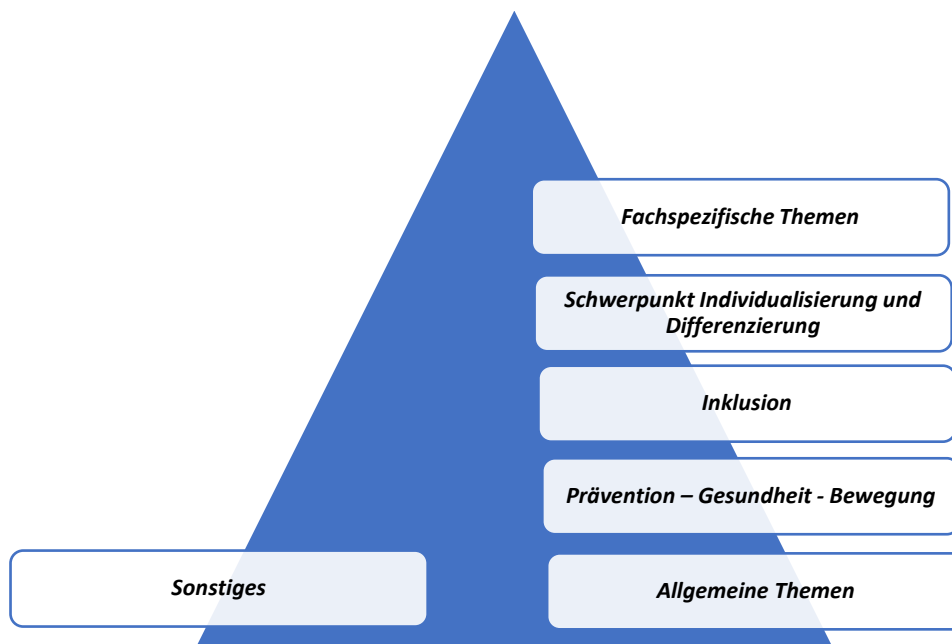 Fachspezifische Themen
Schwerpunkt Individualisierung und
Differenzierung
Inklusion
Prävention – Gesundheit - Bewegung
Sonstiges
Allgemeine Themen